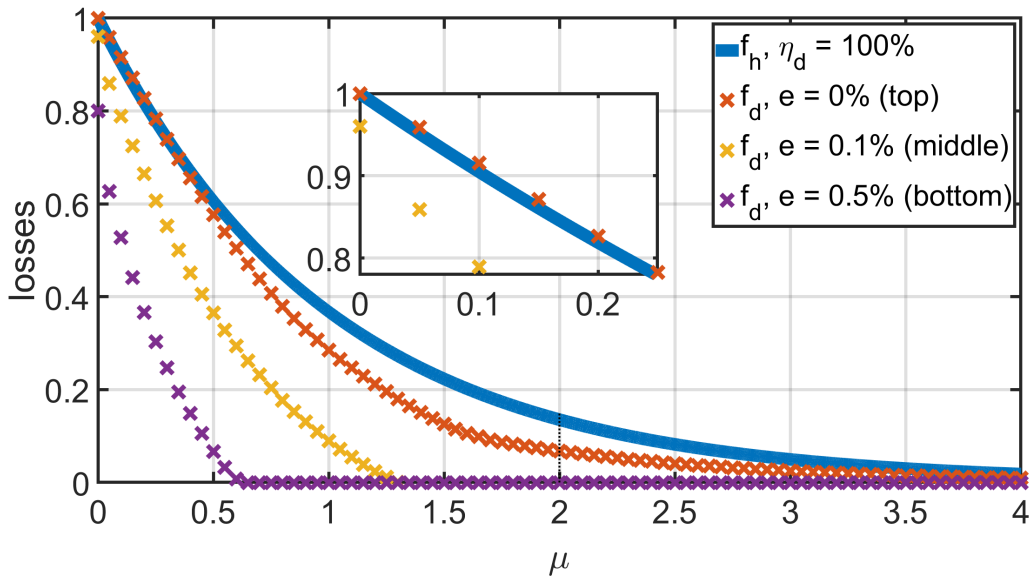 1
0.8
0.6
0.4
0.2
0
losses
f_h, η_d = 100%
f_d, e = 0% (top)
f_d, e = 0.1% (middle)
f_d, e = 0.5% (bottom)
1
0.9
0.8
0 0.1 0.2
0 0.5 1 1.5 2 2.5 3 3.5 4
μ